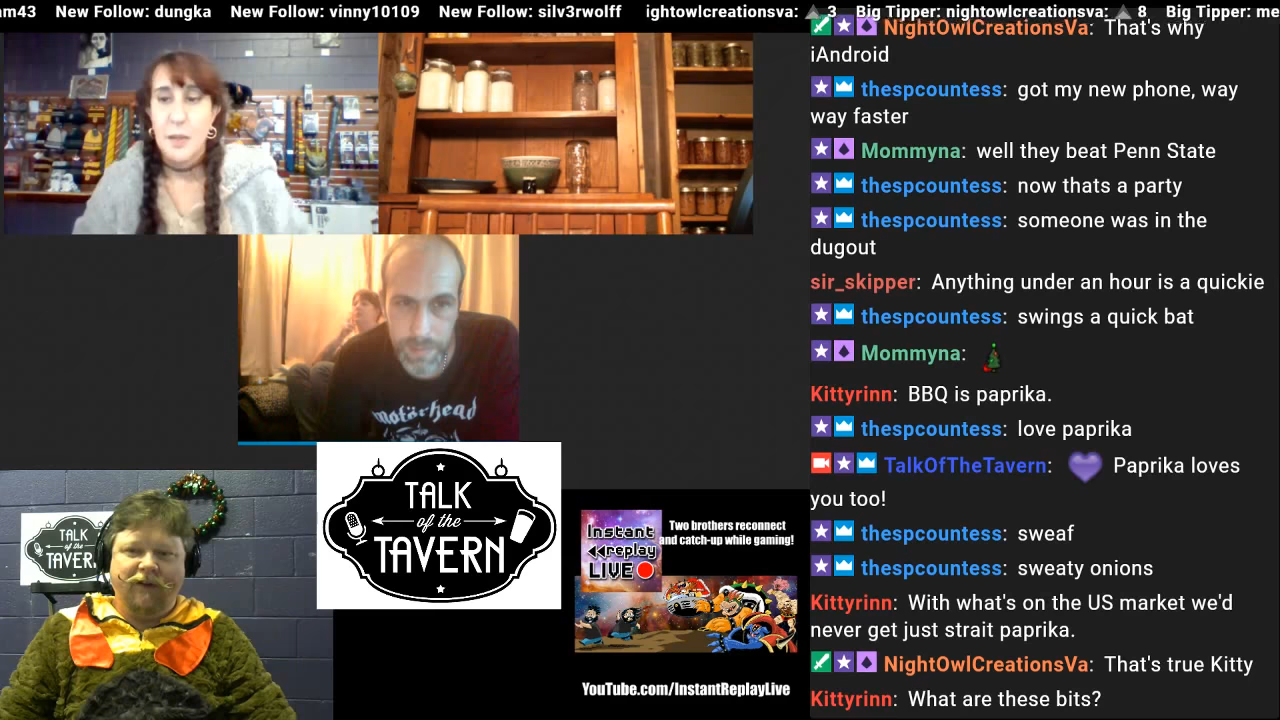 am43 New Follow: dungka New Follow: vinny10109 New Follow: silv3rwolff ightowlcreationsva: 3 Big Tipper: nightowlcreationsva: 8 Big Tipper: me
NightOwlCreationsVa: That's why
iAndroid
thespcountess: got my new phone, way
way faster
Mommyna: well they beat Penn State
thespcountess: now thats a party
thespcountess: someone was in the
dugout
sir_skipper: Anything under an hour is a quickie
thespcountess: swings a quick bat
Mommyna:
Kittyrinn: BBQ is paprika.
thespcountess: love paprika
TalkOfTheTavern: Paprika loves
you too!
thespcountess: sweaf
thespcountess: sweaty onions
Kittyrinn: With what's on the US market we'd
never get just strait paprika.
NightOwlCreationsVa: That's true Kitty
Kittyrinn: What are these bits?
motörhead
TALK
of the
TAVERN
TALK
of the
TAVER
Instant
replay
LIVE
Two brothers reconnect
and catch-up while gaming!
YouTube.com/InstantReplayLive